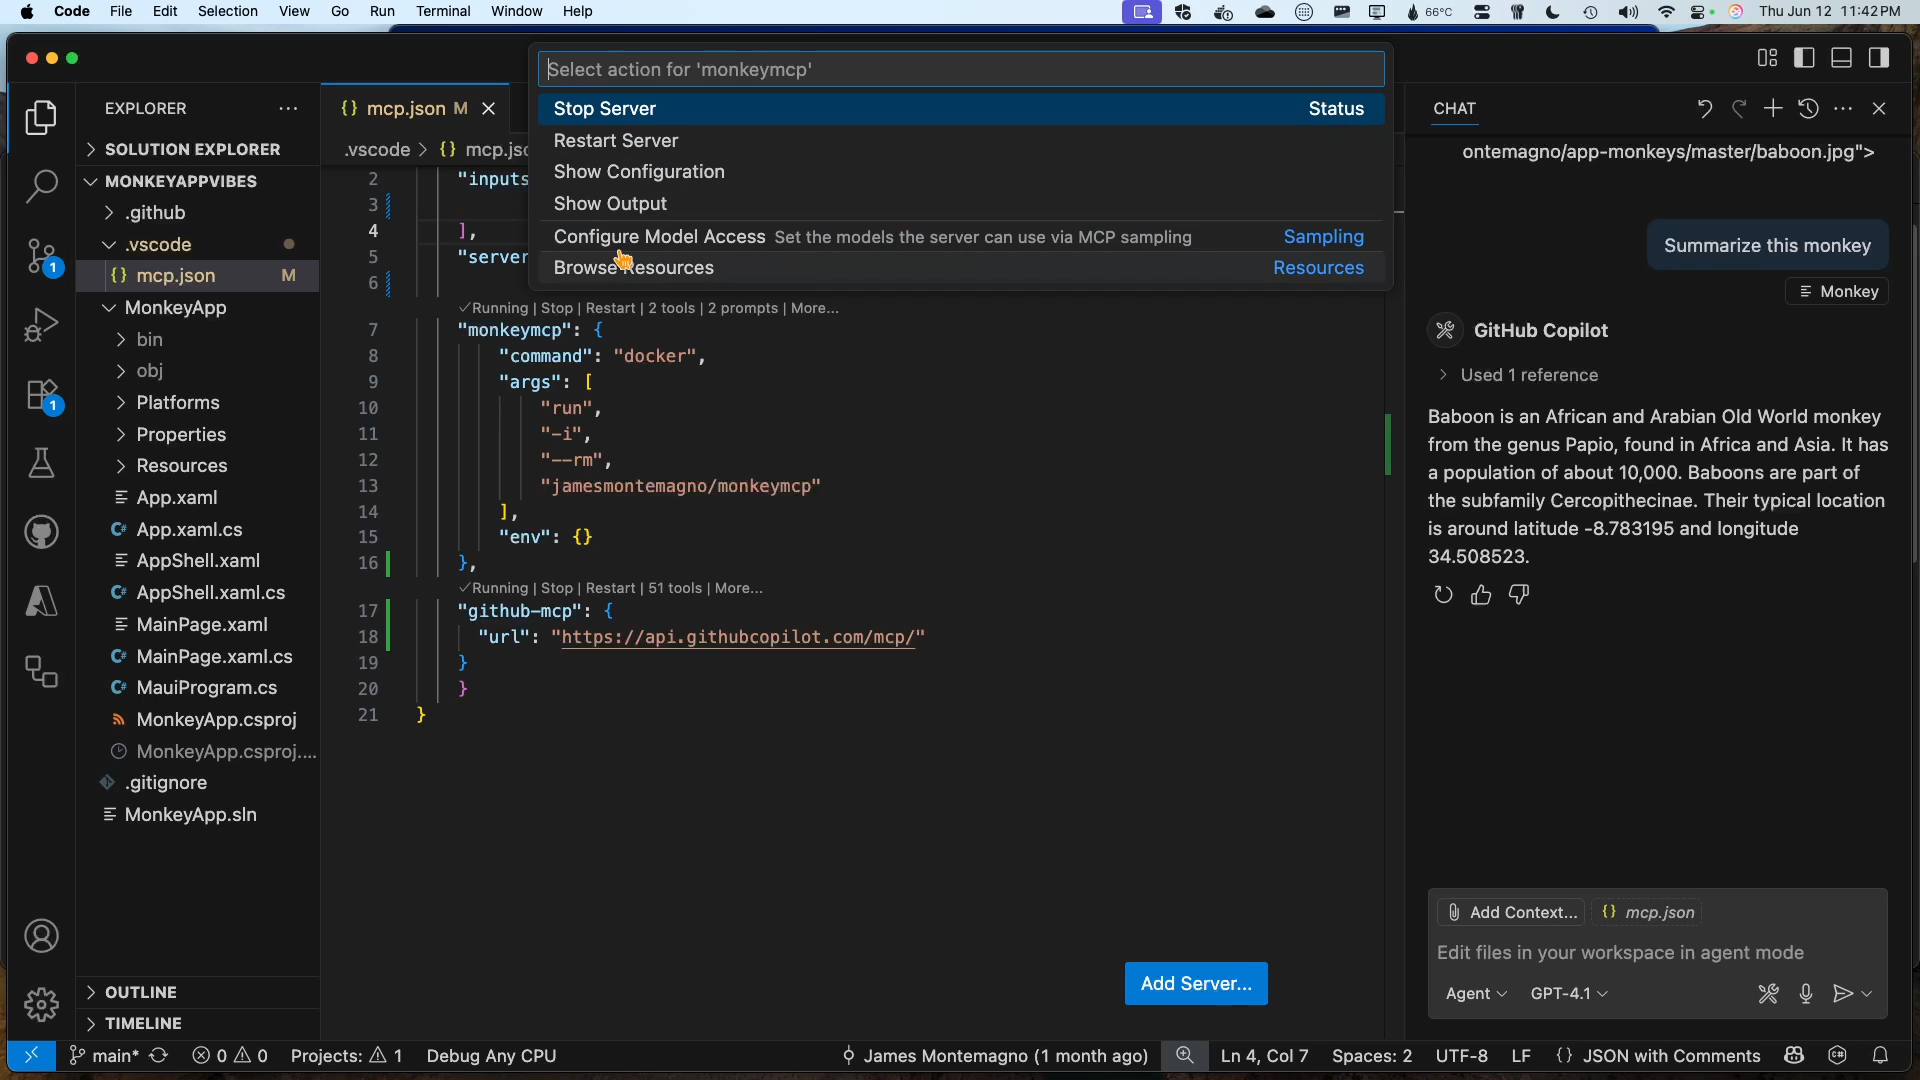 Code File Edit Selection View Go Run Terminal Window Help
66°C Thu Jun 12 11:42 PM
Select action for 'monkeymcp'
Stop Server Status
Restart Server
Show Configuration
Show Output
Configure Model Access Set the models the server can use via MCP sampling Sampling
Browse Resources Resources
EXPLORER
SOLUTION EXPLORER
MONKEYAPPVIBES
.github
.vscode
{} mcp.json M
MonkeyApp
bin
obj
Platforms
Properties
Resources
App.xaml
C# App.xaml.cs
AppShell.xaml
C# AppShell.xaml.cs
MainPage.xaml
C# MainPage.xaml.cs
C# MauiProgram.cs
MonkeyApp.csproj
MonkeyApp.csproj....
.gitignore
MonkeyApp.sln
OUTLINE
TIMELINE
1
1
{} mcp.json M
.vscode > {} mcp.jso
2 "inputs
3
4 ],
5 "server
6
✓Running | Stop | Restart | 2 tools | 2 prompts | More...
7 "monkeymcp": {
8 "command": "docker",
9 "args": [
10 "run",
11 "-i",
12 "--rm",
13 "jamesmontemagno/monkeymcp"
14 ],
15 "env": {}
16 },
✓Running | Stop | Restart | 51 tools | More...
17 "github-mcp": {
18 "url": "https://api.githubcopilot.com/mcp/"
19 }
20 }
21 }
Add Server...
CHAT
ontemagno/app-monkeys/master/baboon.jpg">
Summarize this monkey
Monkey
GitHub Copilot
Used 1 reference
Baboon is an African and Arabian Old World monkey
from the genus Papio, found in Africa and Asia. It has
a population of about 10,000. Baboons are part of
the subfamily Cercopithecinae. Their typical location
is around latitude -8.783195 and longitude
34.508523.
Add Context... {} mcp.json
Edit files in your workspace in agent mode
Agent GPT-4.1
main* 0 0 Projects: 1 Debug Any CPU James Montemagno (1 month ago) Ln 4, Col 7 Spaces: 2 UTF-8 LF {} JSON with Comments